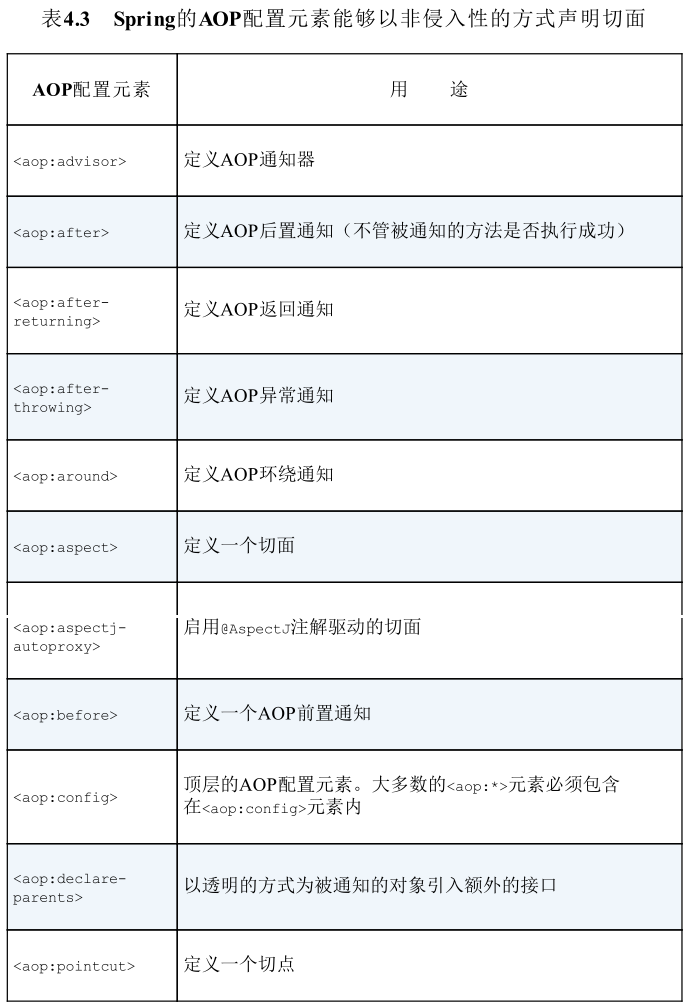 表4.3 Spring的AOP配置元素能够以非侵入性的方式声明切面
AOP配置元素
用 途
<aop:advisor>
定义AOP通知器
<aop:after>
定义AOP后置通知（不管被通知的方法是否执行成功）
<aop:after-
returning>
定义AOP返回通知
<aop:after-
throwing>
定义AOP异常通知
<aop:around>
定义AOP环绕通知
<aop:aspect>
定义一个切面
<aop:aspectj-
autoproxy>
启用@AspectJ注解驱动的切面
<aop:before>
定义一个AOP前置通知
<aop:config>
顶层的AOP配置元素。大多数的<aop:*>元素必须包含
在<aop:config>元素内
<aop:declare-
parents>
以透明的方式为被通知的对象引入额外的接口
<aop:pointcut>
定义一个切点